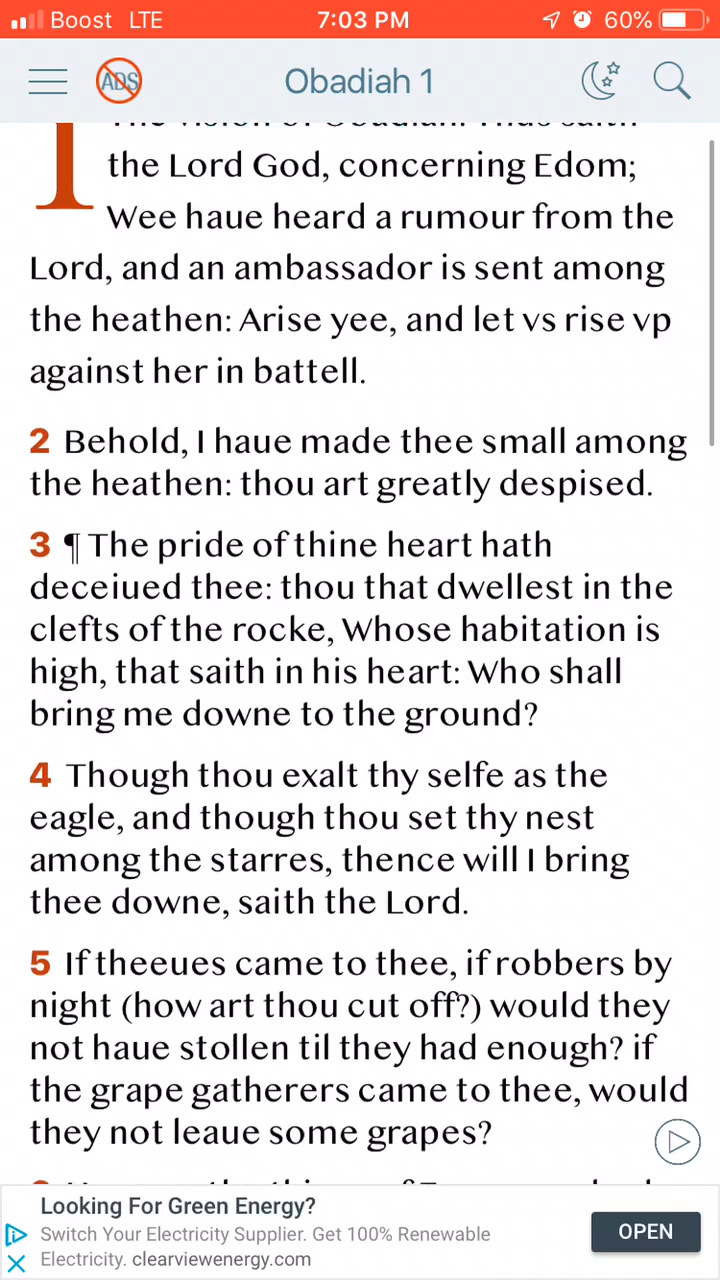 Boost LTE 7:03 PM 60%
ADS Obadiah 1
1 The vision of Obadiah. Thus saith
the Lord God, concerning Edom;
Wee haue heard a rumour from the
Lord, and an ambassador is sent among
the heathen: Arise yee, and let vs rise vp
against her in battell.
2 Behold, I haue made thee small among
the heathen: thou art greatly despised.
3 ¶ The pride of thine heart hath
deceiued thee: thou that dwellest in the
clefts of the rocke, Whose habitation is
high, that saith in his heart: Who shall
bring me downe to the ground?
4 Though thou exalt thy selfe as the
eagle, and though thou set thy nest
among the starres, thence will I bring
thee downe, saith the Lord.
5 If theeues came to thee, if robbers by
night (how art thou cut off?) would they
not haue stollen til they had enough? if
the grape gatherers came to thee, would
they not leaue some grapes?
Looking For Green Energy?
Switch Your Electricity Supplier. Get 100% Renewable
Electricity. clearviewenergy.com
OPEN